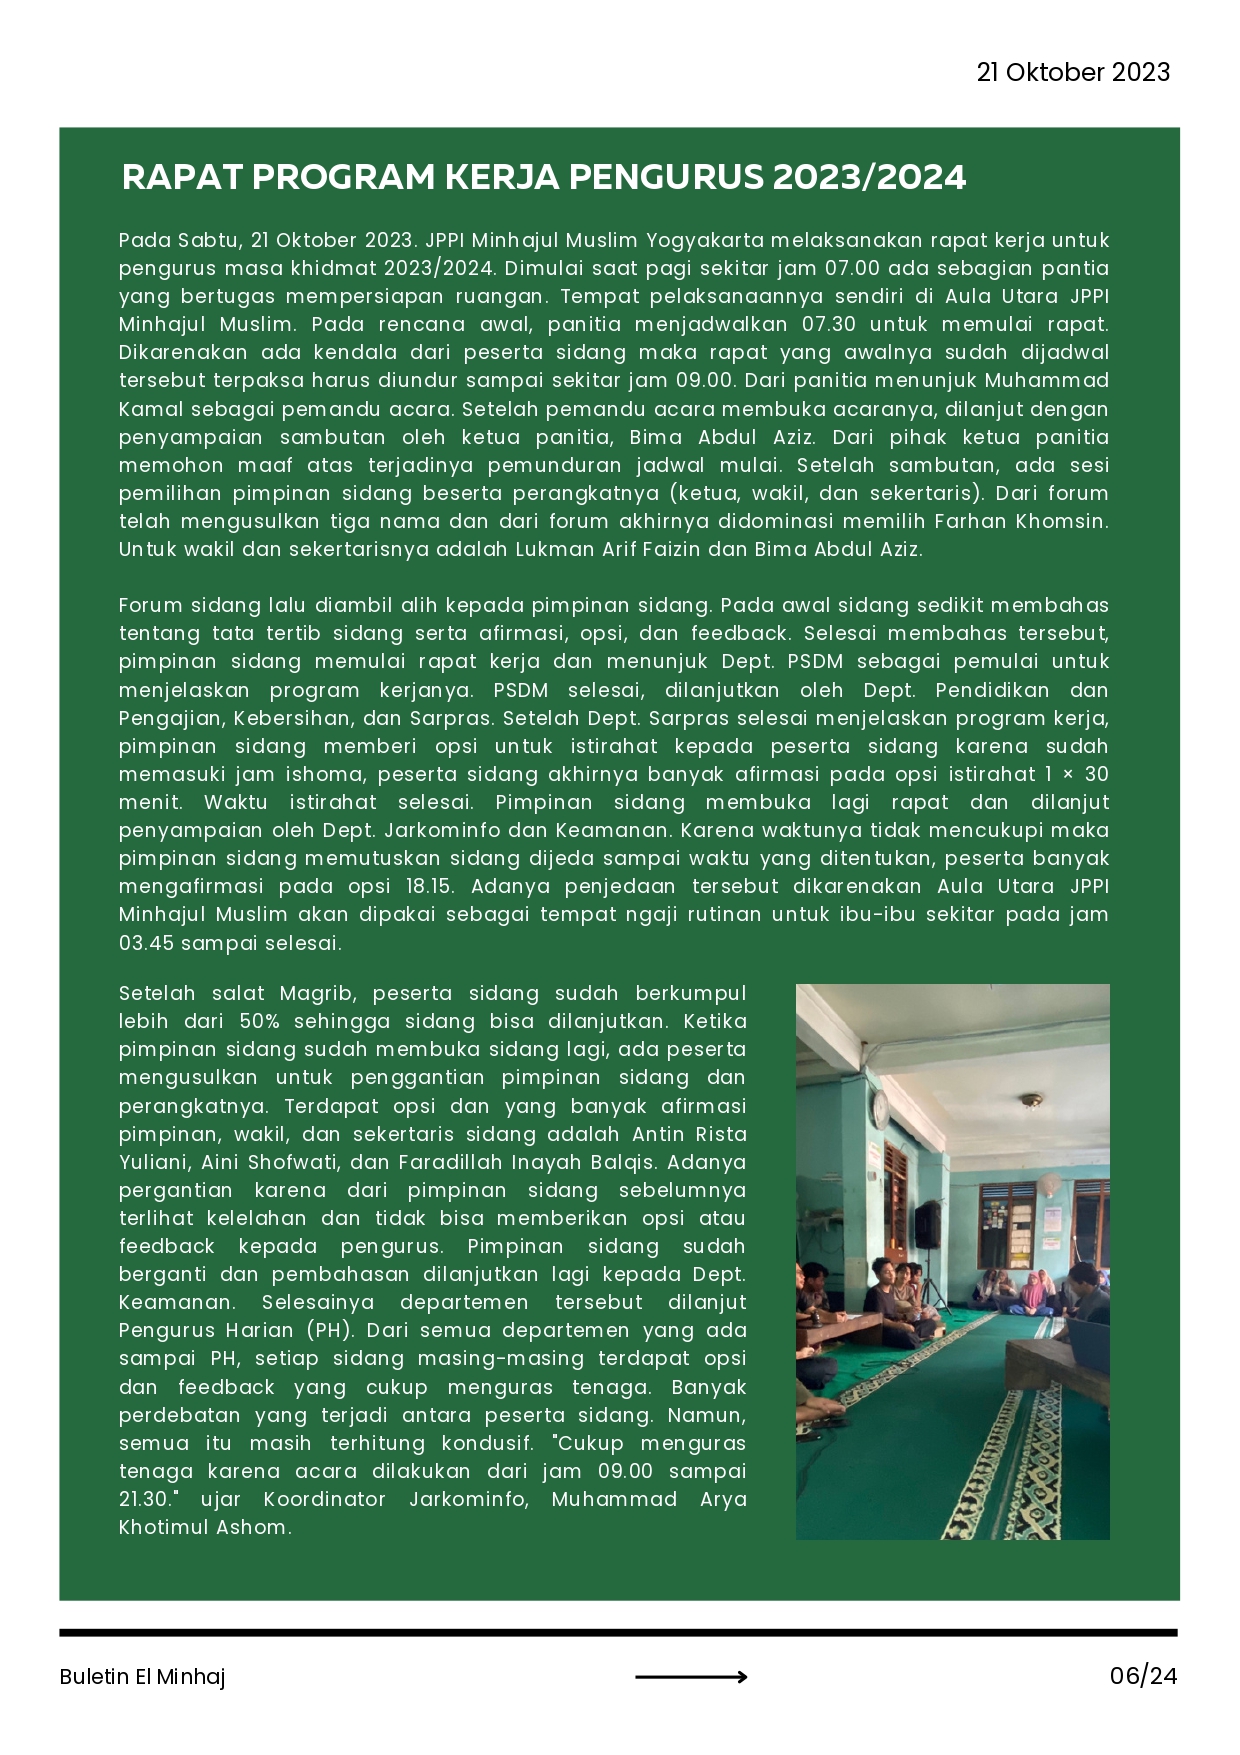 21 Oktober 2023
RAPAT PROGRAM KERJA PENGURUS 2023/2024
Pada Sabtu, 21 Oktober 2023. JPPI Minhajul Muslim Yogyakarta melaksanakan rapat kerja untuk
pengurus masa khidmat 2023/2024. Dimulai saat pagi sekitar jam 07.00 ada sebagian pantia
yang bertugas mempersiapan ruangan. Tempat pelaksanaannya sendiri di Aula Utara JPPI
Minhajul Muslim. Pada rencana awal, panitia menjadwalkan 07.30 untuk memulai rapat.
Dikarenakan ada kendala dari peserta sidang maka rapat yang awalnya sudah dijadwal
tersebut terpaksa harus diundur sampai sekitar jam 09.00. Dari panitia menunjuk Muhammad
Kamal sebagai pemandu acara. Setelah pemandu acara membuka acaranya, dilanjut dengan
penyampaian sambutan oleh ketua panitia, Bima Abdul Aziz. Dari pihak ketua panitia
memohon maaf atas terjadinya pemunduran jadwal mulai. Setelah sambutan, ada sesi
pemilihan pimpinan sidang beserta perangkatnya (ketua, wakil, dan sekertaris). Dari forum
telah mengusulkan tiga nama dan dari forum akhirnya didominasi memilih Farhan Khomsin.
Untuk wakil dan sekertarisnya adalah Lukman Arif Faizin dan Bima Abdul Aziz.
Forum sidang lalu diambil alih kepada pimpinan sidang. Pada awal sidang sedikit membahas
tentang tata tertib sidang serta afirmasi, opsi, dan feedback. Selesai membahas tersebut,
pimpinan sidang memulai rapat kerja dan menunjuk Dept. PSDM sebagai pemulai untuk
menjelaskan program kerjanya. PSDM selesai, dilanjutkan oleh Dept. Pendidikan dan
Pengajian, Kebersihan, dan Sarpras. Setelah Dept. Sarpras selesai menjelaskan program kerja,
pimpinan sidang memberi opsi untuk istirahat kepada peserta sidang karena sudah
memasuki jam ishoma, peserta sidang akhirnya banyak afirmasi pada opsi istirahat 1 × 30
menit. Waktu istirahat selesai. Pimpinan sidang membuka lagi rapat dan dilanjut
penyampaian oleh Dept. Jarkominfo dan Keamanan. Karena waktunya tidak mencukupi maka
pimpinan sidang memutuskan sidang dijeda sampai waktu yang ditentukan, peserta banyak
mengafirmasi pada opsi 18.15. Adanya penjedaan tersebut dikarenakan Aula Utara JPPI
Minhajul Muslim akan dipakai sebagai tempat ngaji rutinan untuk ibu-ibu sekitar pada jam
03.45 sampai selesai.
Setelah salat Magrib, peserta sidang sudah berkumpul
lebih dari 50% sehingga sidang bisa dilanjutkan. Ketika
pimpinan sidang sudah membuka sidang lagi, ada peserta
mengusulkan untuk penggantian pimpinan sidang dan
perangkatnya. Terdapat opsi dan yang banyak afirmasi
pimpinan, wakil, dan sekertaris sidang adalah Antin Rista
Yuliani, Aini Shofwati, dan Faradillah Inayah Balqis. Adanya
pergantian karena dari pimpinan sidang sebelumnya
terlihat kelelahan dan tidak bisa memberikan opsi atau
feedback kepada pengurus. Pimpinan sidang sudah
berganti dan pembahasan dilanjutkan lagi kepada Dept.
Keamanan. Selesainya departemen tersebut dilanjut
Pengurus Harian (PH). Dari semua departemen yang ada
sampai PH, setiap sidang masing-masing terdapat opsi
dan feedback yang cukup menguras tenaga. Banyak
perdebatan yang terjadi antara peserta sidang. Namun,
semua itu masih terhitung kondusif. "Cukup menguras
tenaga karena acara dilakukan dari jam 09.00 sampai
21.30." ujar Koordinator Jarkominfo, Muhammad Arya
Khotimul Ashom.
Buletin El Minhaj
06/24